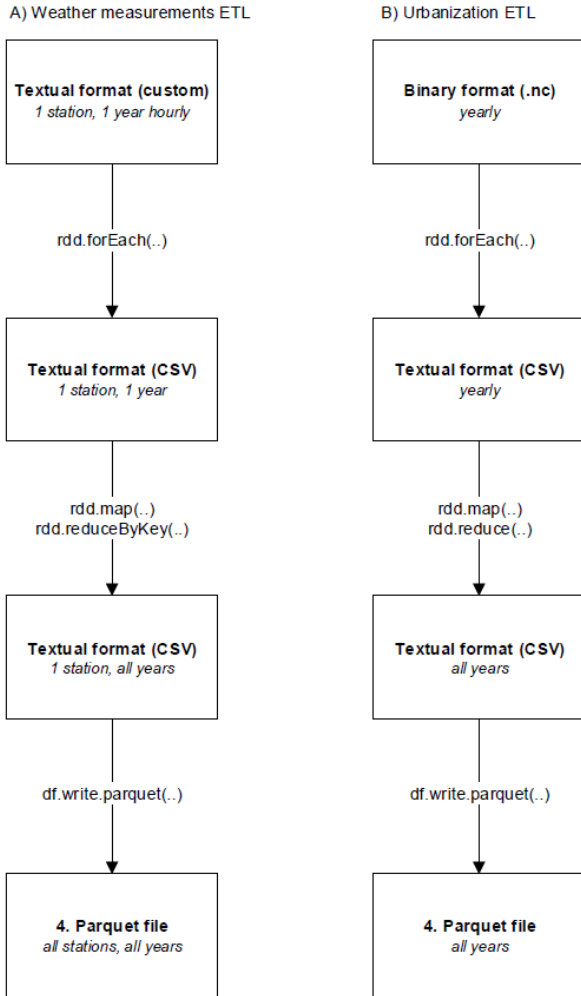 A) Weather measurements ETL
Textual format (custom)
1 station, 1 year hourly
rdd.forEach(..)
Textual format (CSV)
1 station, 1 year
rdd.map(..)
rdd.reduceByKey(..)
Textual format (CSV)
1 station, all years
df.write.parquet(..)
4. Parquet file
all stations, all years
B) Urbanization ETL
Binary format (.nc)
yearly
rdd.forEach(..)
Textual format (CSV)
yearly
rdd.map(..)
rdd.reduce(..)
Textual format (CSV)
all years
df.write.parquet(..)
4. Parquet file
all years